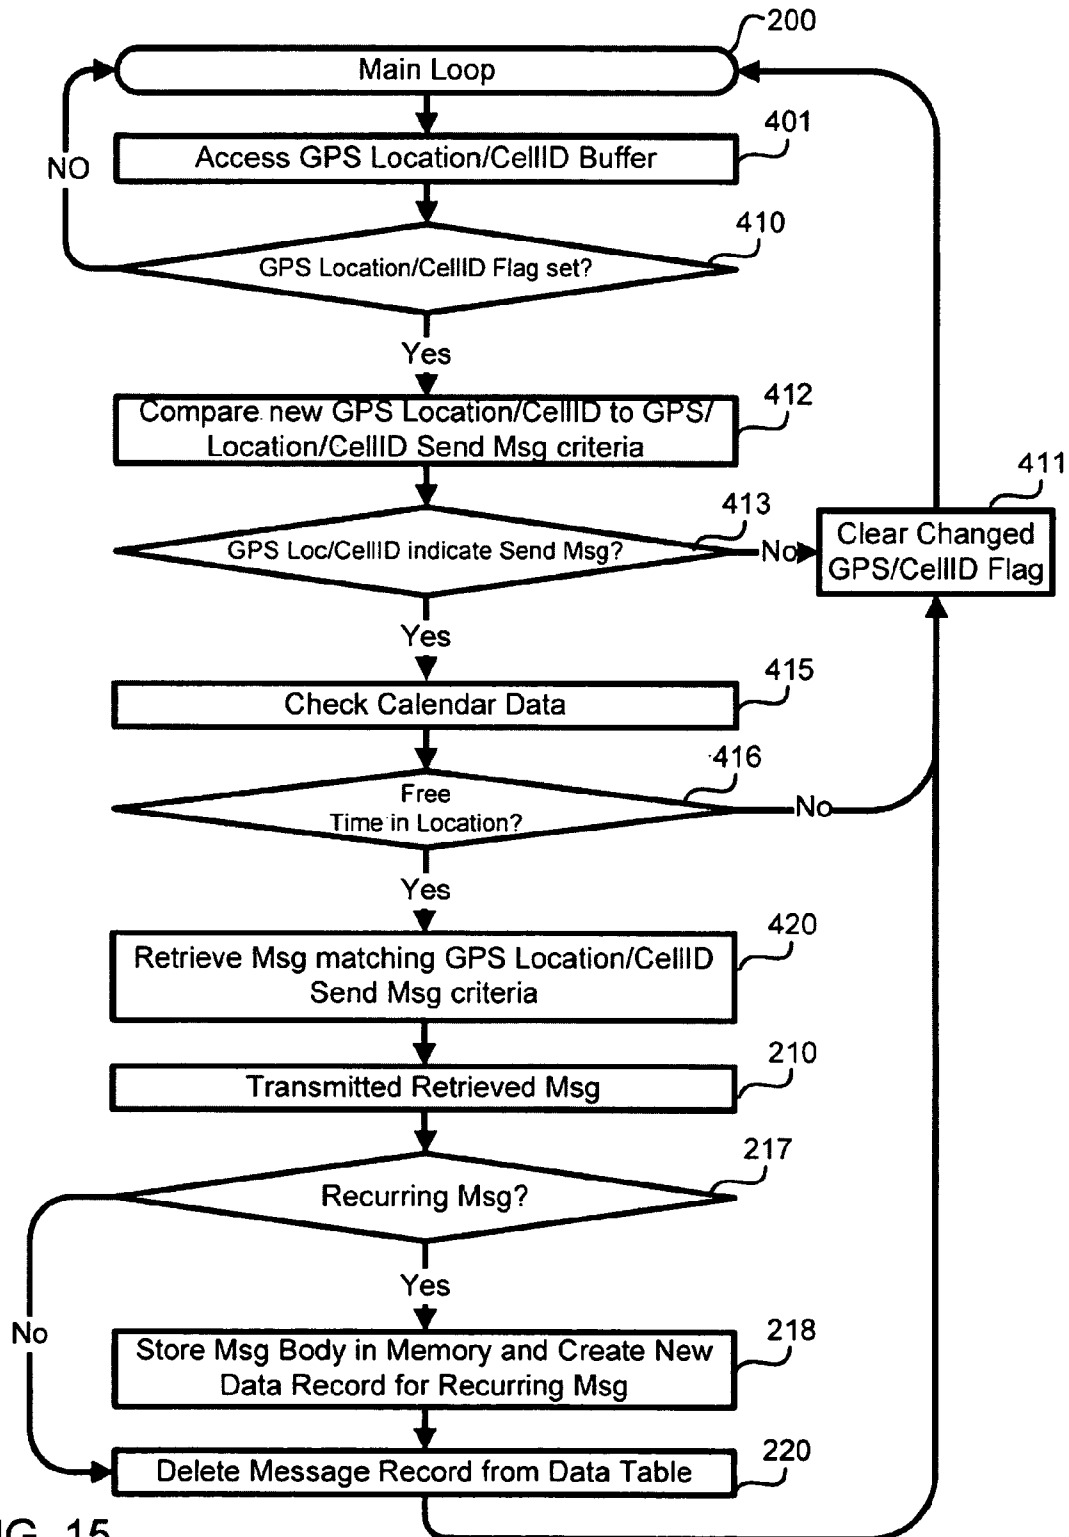 200
Main Loop
401
Access GPS Location/CellID Buffer
NO
410
GPS Location/CellID Flag set?
Yes
412
Compare new GPS Location/CellID to GPS/
Location/CellID Send Msg criteria
411
413
Clear Changed
GPS/CellID Flag
GPS Loc/CellID indicate Send Msg?
No
Yes
415
Check Calendar Data
416
Free
Time in Location?
No
Yes
420
Retrieve Msg matching GPS Location/CellID
Send Msg criteria
210
Transmitted Retrieved Msg
217
Recurring Msg?
Yes
No
218
Store Msg Body in Memory and Create New
Data Record for Recurring Msg
220
Delete Message Record from Data Table
IG. 15